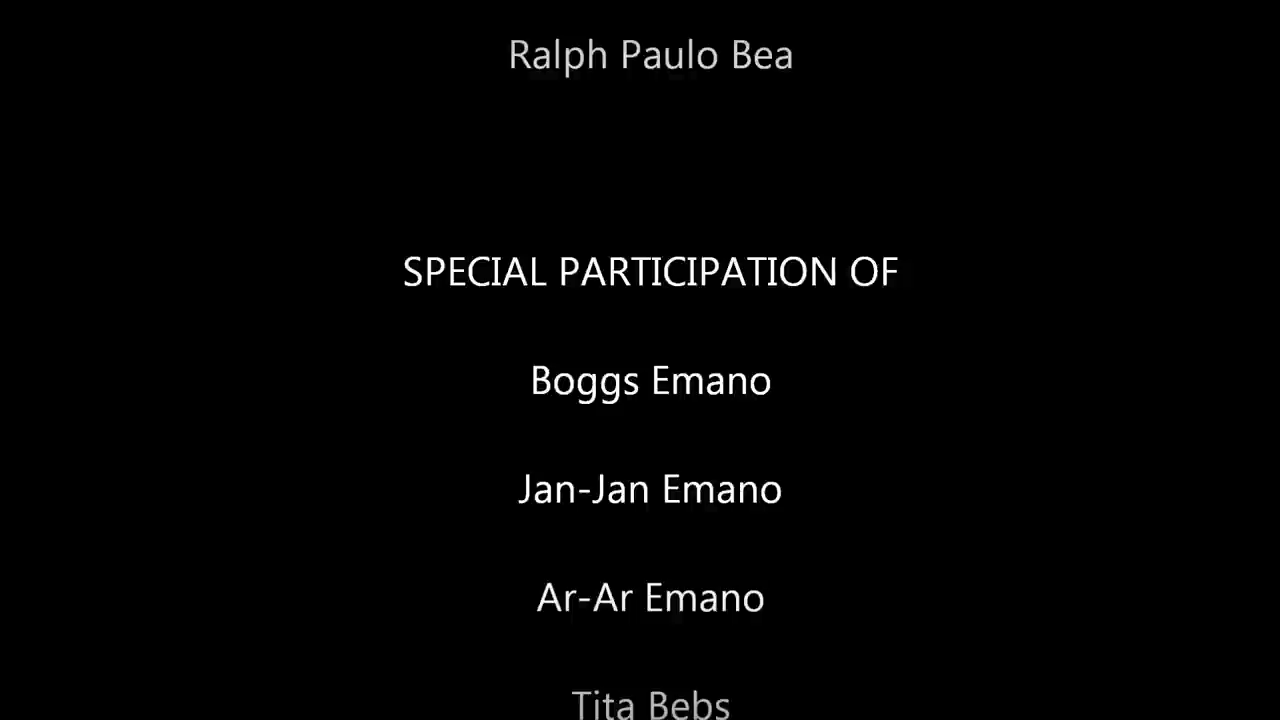 Ralph Paulo Bea
SPECIAL PARTICIPATION OF
Boggs Emano
Jan-Jan Emano
Ar-Ar Emano
Tita Bebs